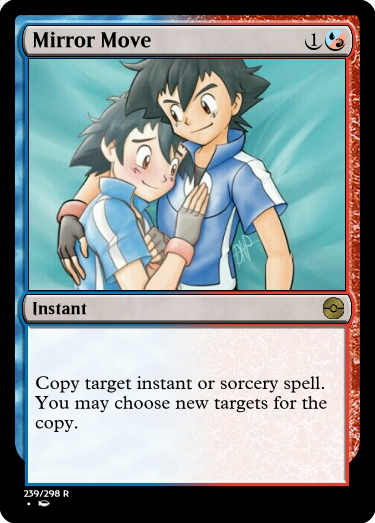 Mirror Move
1
Instant
Copy target instant or sorcery spell.
You may choose new targets for the
copy.
239/298 R